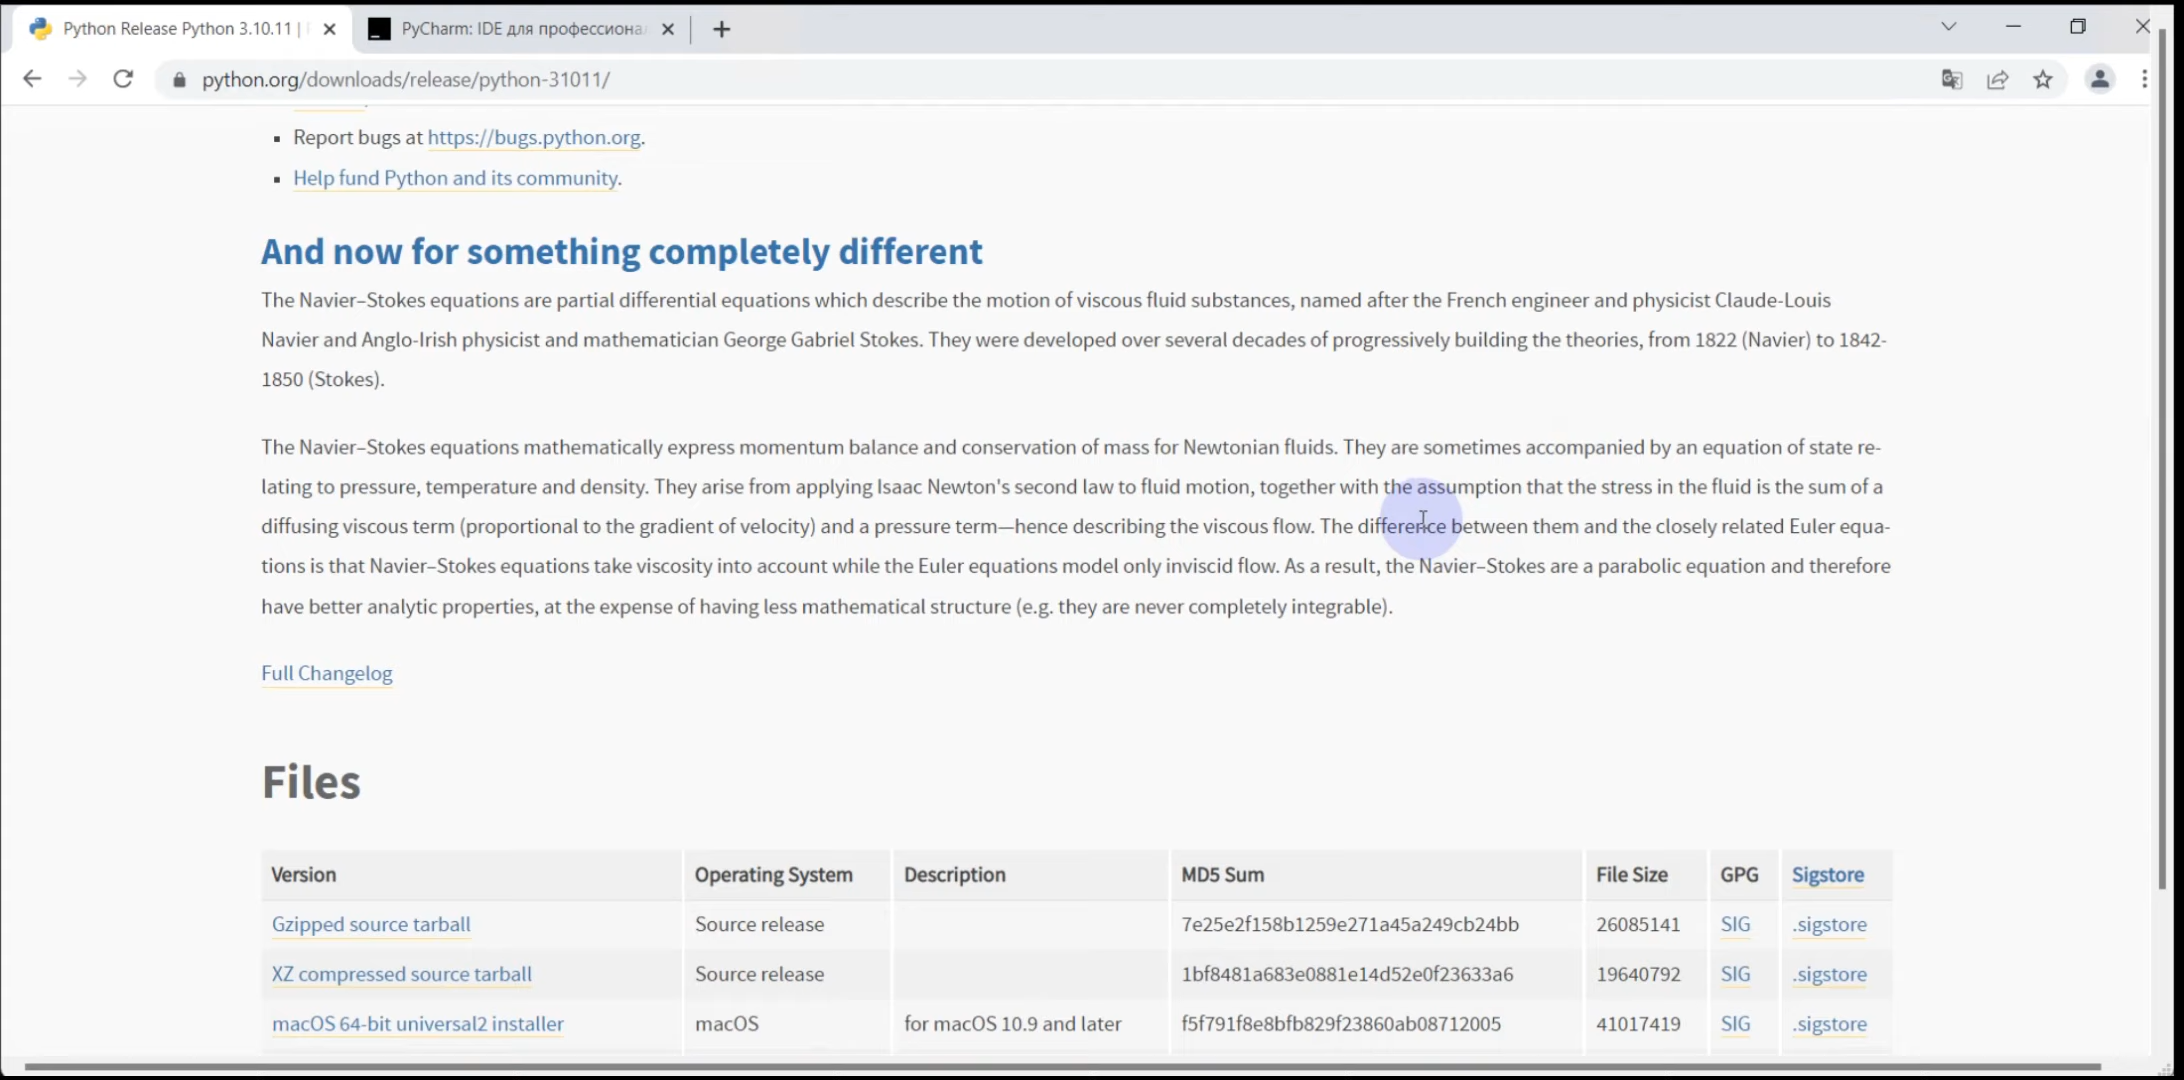 Python Release Python 3.10.11 |
PyCharm: IDE для профессионал
python.org/downloads/release/python-31011/
Report bugs at https://bugs.python.org.
Help fund Python and its community.
And now for something completely different
The Navier–Stokes equations are partial differential equations which describe the motion of viscous fluid substances, named after the French engineer and physicist Claude-Louis
Navier and Anglo-Irish physicist and mathematician George Gabriel Stokes. They were developed over several decades of progressively building the theories, from 1822 (Navier) to 1842-
1850 (Stokes).
The Navier–Stokes equations mathematically express momentum balance and conservation of mass for Newtonian fluids. They are sometimes accompanied by an equation of state re-
lating to pressure, temperature and density. They arise from applying Isaac Newton's second law to fluid motion, together with the assumption that the stress in the fluid is the sum of a
diffusing viscous term (proportional to the gradient of velocity) and a pressure term—hence describing the viscous flow. The difference between them and the closely related Euler equa-
tions is that Navier–Stokes equations take viscosity into account while the Euler equations model only inviscid flow. As a result, the Navier–Stokes are a parabolic equation and therefore
have better analytic properties, at the expense of having less mathematical structure (e.g. they are never completely integrable).
Full Changelog
Files
Version Operating System Description MD5 Sum File Size GPG Sigstore
Gzipped source tarball Source release 7e25e2f158b1259e271a45a249cb24bb 26085141 SIG .sigstore
XZ compressed source tarball Source release 1bf8481a683e0881e14d52e0f23633a6 19640792 SIG .sigstore
macOS 64-bit universal2 installer macOS for macOS 10.9 and later f5f791f8e8bfb829f23860ab08712005 41017419 SIG .sigstore